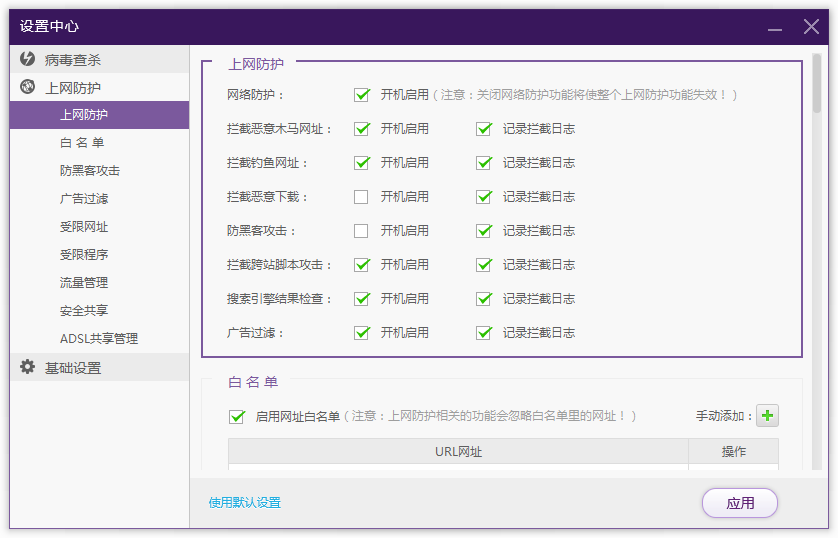 设置中心
病毒查杀
上网防护
上网防护
白 名 单
防黑客攻击
广告过滤
受限网址
受限程序
流量管理
安全共享
ADSL共享管理
基础设置
上网防护
网络防护： 开机启用（注意：关闭网络防护功能将使整个上网防护功能失效！）
拦截恶意木马网址： 开机启用 记录拦截日志
拦截钓鱼网址： 开机启用 记录拦截日志
拦截恶意下载： 开机启用 记录拦截日志
防黑客攻击： 开机启用 记录拦截日志
拦截跨站脚本攻击： 开机启用 记录拦截日志
搜索引擎结果检查： 开机启用 记录拦截日志
广告过滤： 开机启用 记录拦截日志
白 名 单
启用网址白名单（注意：上网防护相关的功能会忽略白名单里的网址！） 手动添加：
URL网址 操作
使用默认设置 应用